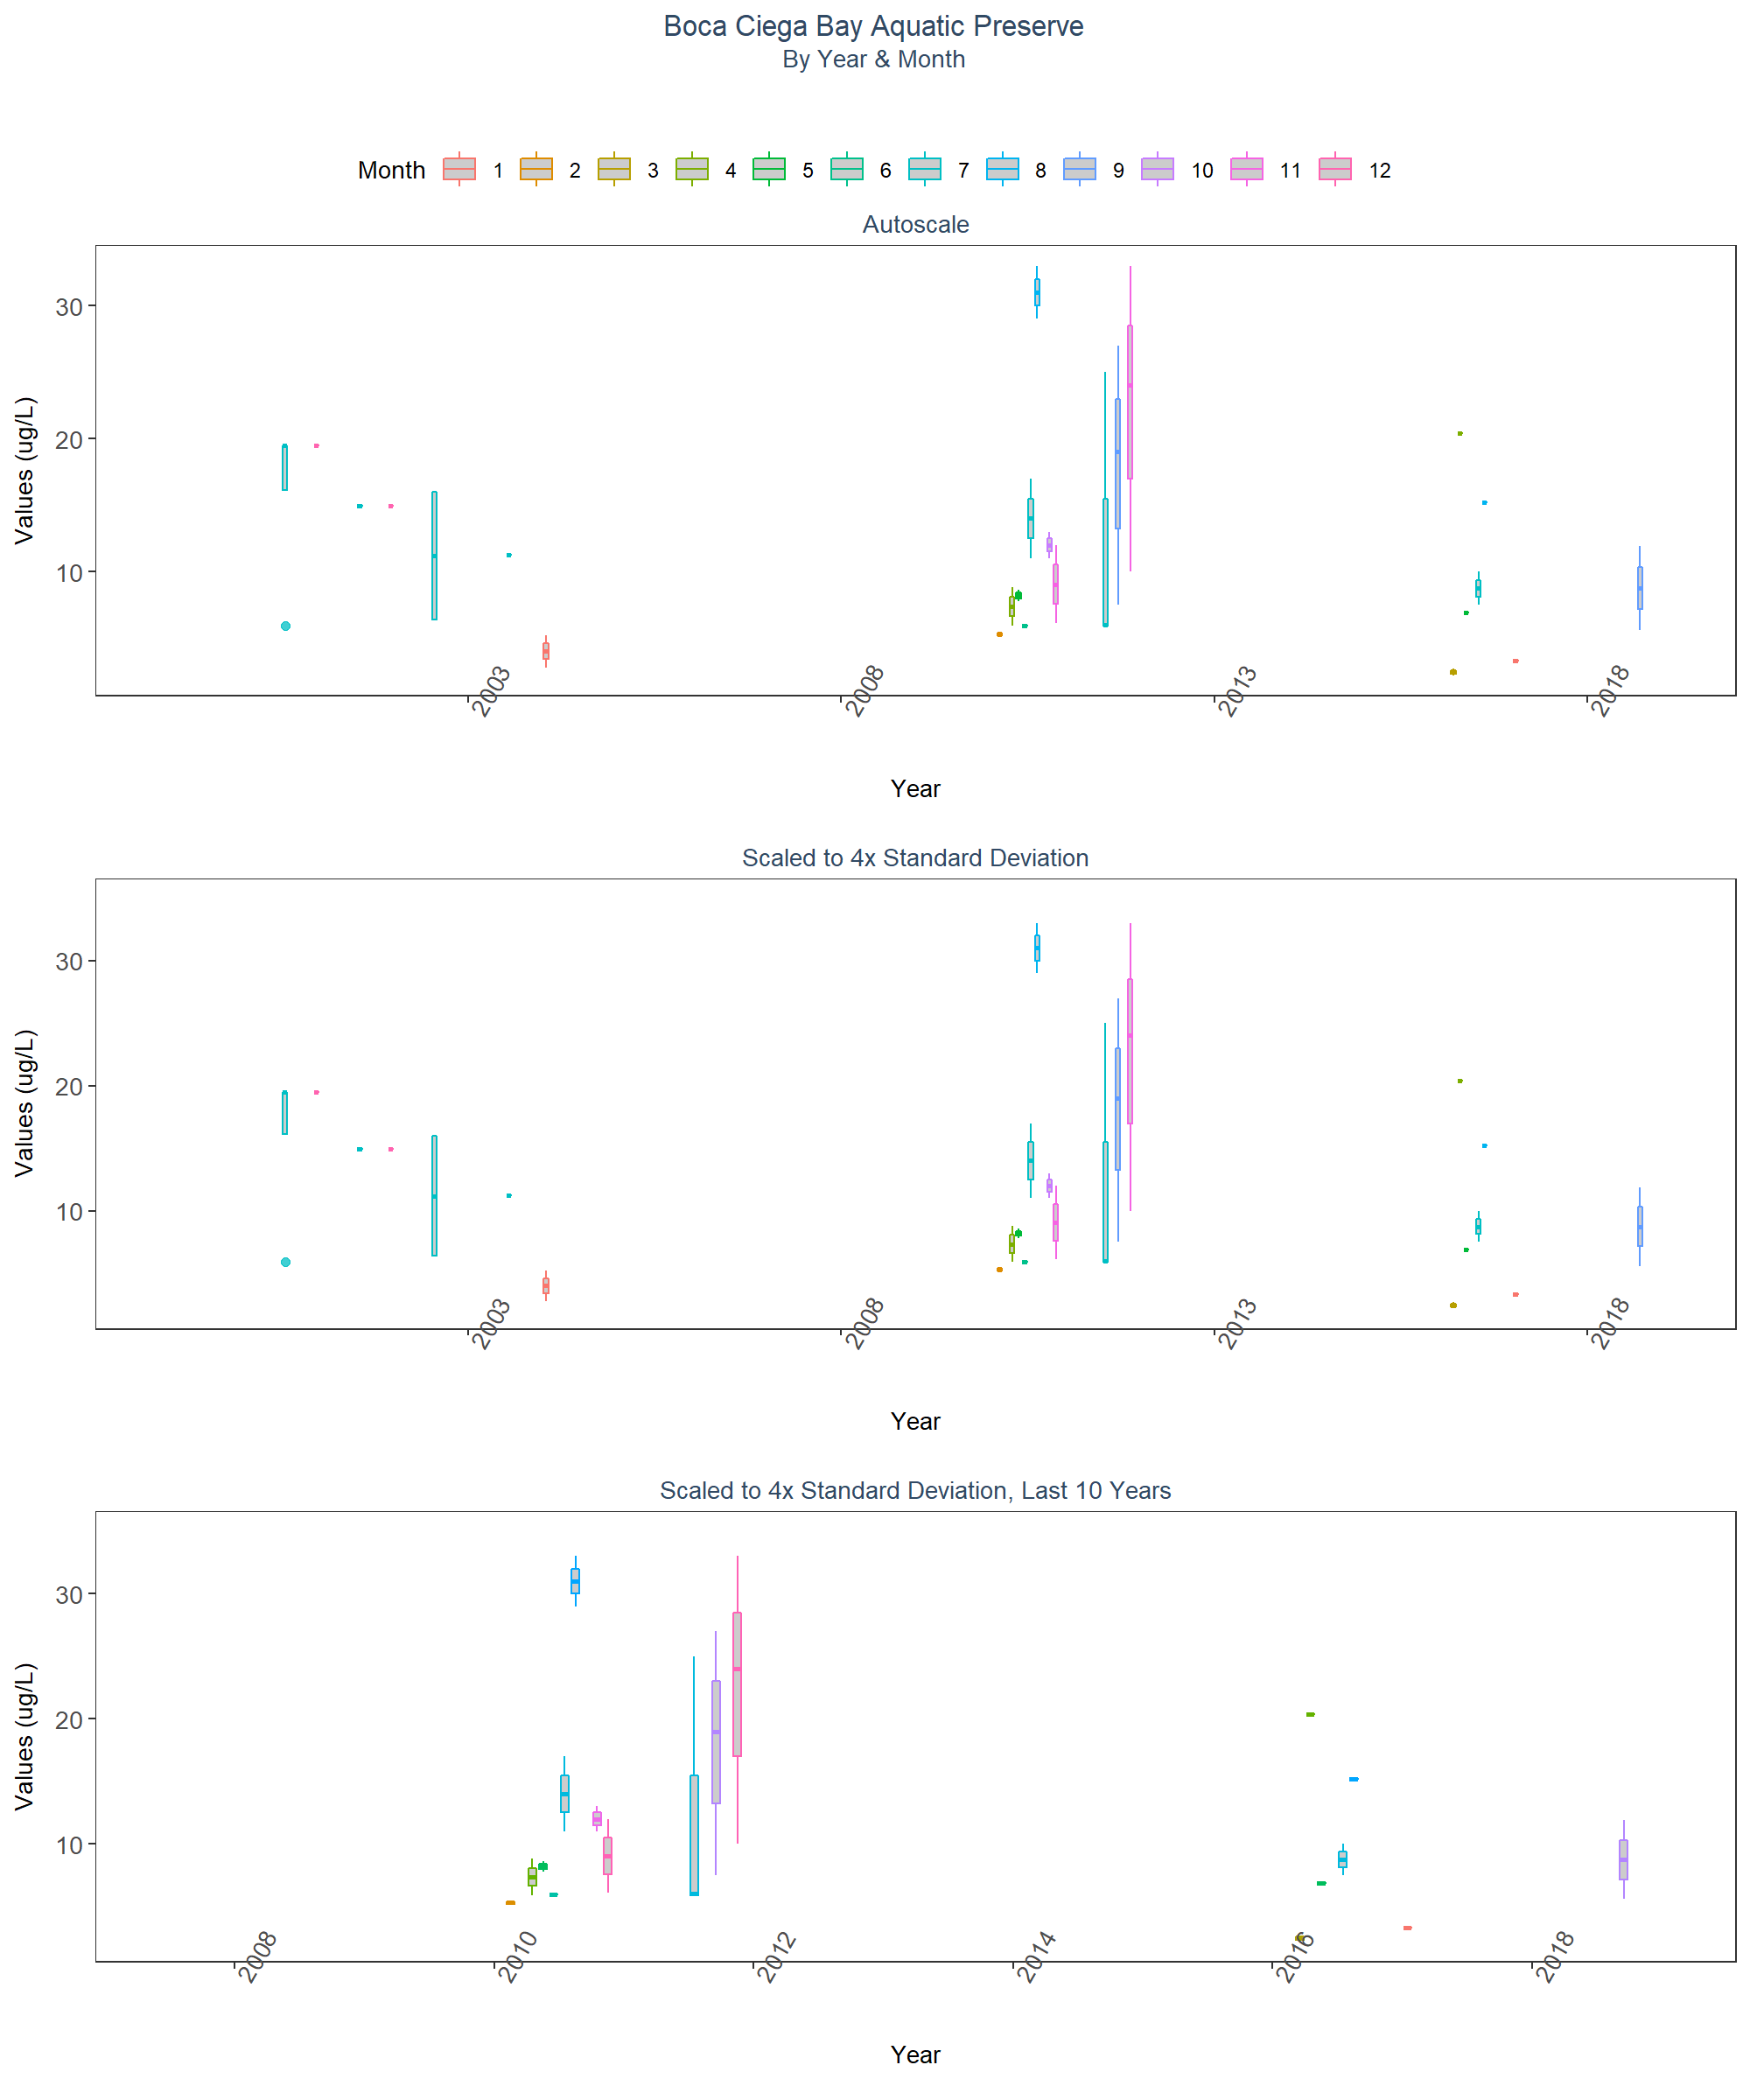 Boca Ciega Bay Aquatic Preserve
By Year & Month
Month 1 2 3 4 5 6 7 8 9 10 11 12
Autoscale
Values (ug/L)
30
20
10
2003 2008 2013 2018
Year
Scaled to 4x Standard Deviation
Values (ug/L)
30
20
10
2003 2008 2013 2018
Year
Scaled to 4x Standard Deviation, Last 10 Years
Values (ug/L)
30
20
10
2008 2010 2012 2014 2016 2018
Year